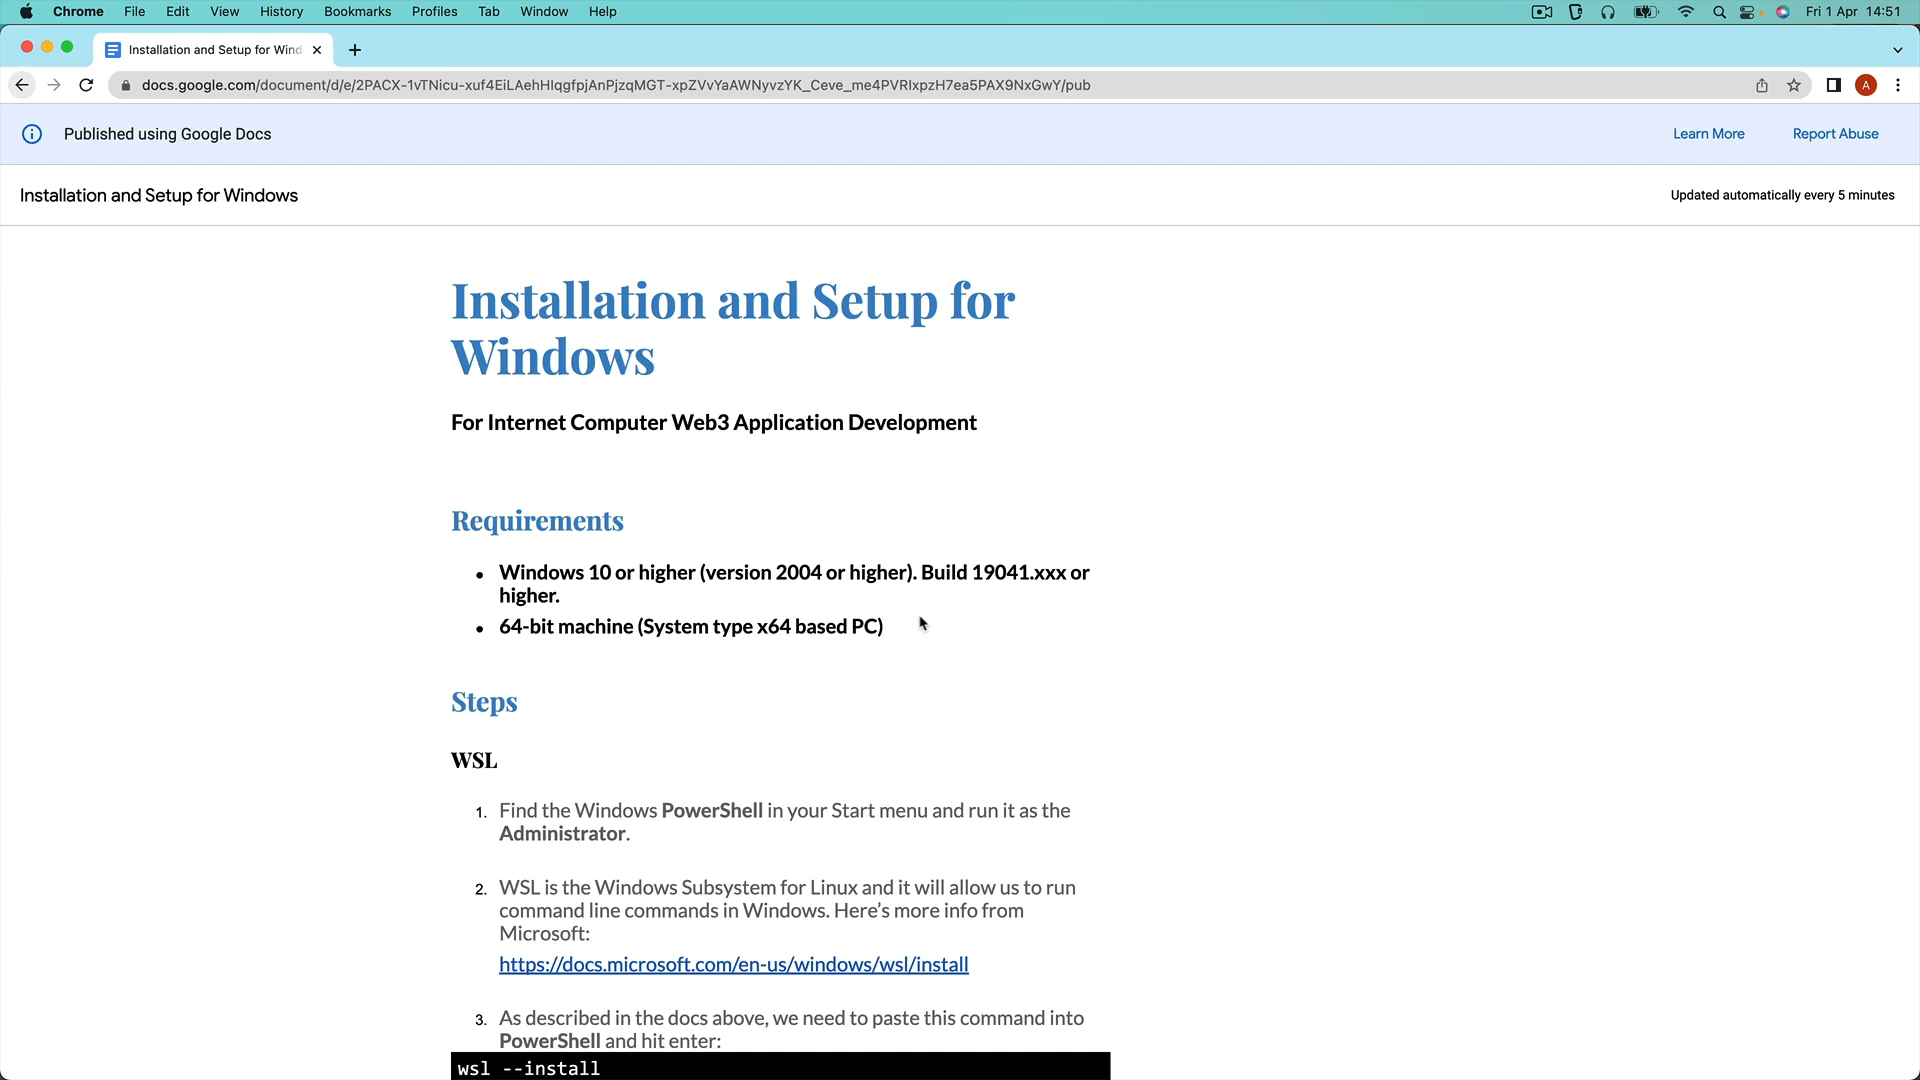 Chrome File Edit View History Bookmarks Profiles Tab Window Help Fri 1 Apr 14:51
Installation and Setup for Wind
docs.google.com/document/d/e/2PACX-1vTNicu-xuf4EiLAehHIqgfpjAnPjzqMGT-xpZVvYaAWNyvzYK_Ceve_me4PVRIxpzH7ea5PAX9NxGwY/pub
A
Published using Google Docs
Learn More
Report Abuse
Installation and Setup for Windows
Updated automatically every 5 minutes
Installation and Setup for
Windows
For Internet Computer Web3 Application Development
Requirements
• Windows 10 or higher (version 2004 or higher). Build 19041.xxx or
higher.
• 64-bit machine (System type x64 based PC)
Steps
WSL
1. Find the Windows PowerShell in your Start menu and run it as the
Administrator.
2. WSL is the Windows Subsystem for Linux and it will allow us to run
command line commands in Windows. Here’s more info from
Microsoft:
https://docs.microsoft.com/en-us/windows/wsl/install
3. As described in the docs above, we need to paste this command into
PowerShell and hit enter:
wsl --install